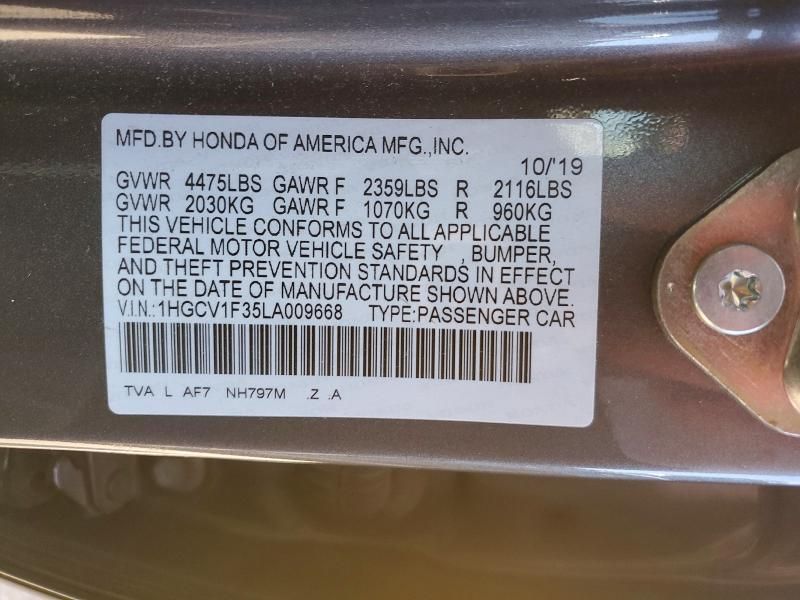 MFD.BY HONDA OF AMERICA MFG.,INC.
10/'19
GVWR 4475LBS GAWR F 2359LBS R 2116LBS
GVWR 2030KG GAWR F 1070KG R 960KG
THIS VEHICLE CONFORMS TO ALL APPLICABLE
FEDERAL MOTOR VEHICLE SAFETY , BUMPER,
AND THEFT PREVENTION STANDARDS IN EFFECT
ON THE DATE OF MANUFACTURE SHOWN ABOVE.
V.I.N.:1HGCV1F35LA009668 TYPE:PASSENGER CAR
TVA L AF7 NH797M .Z .A